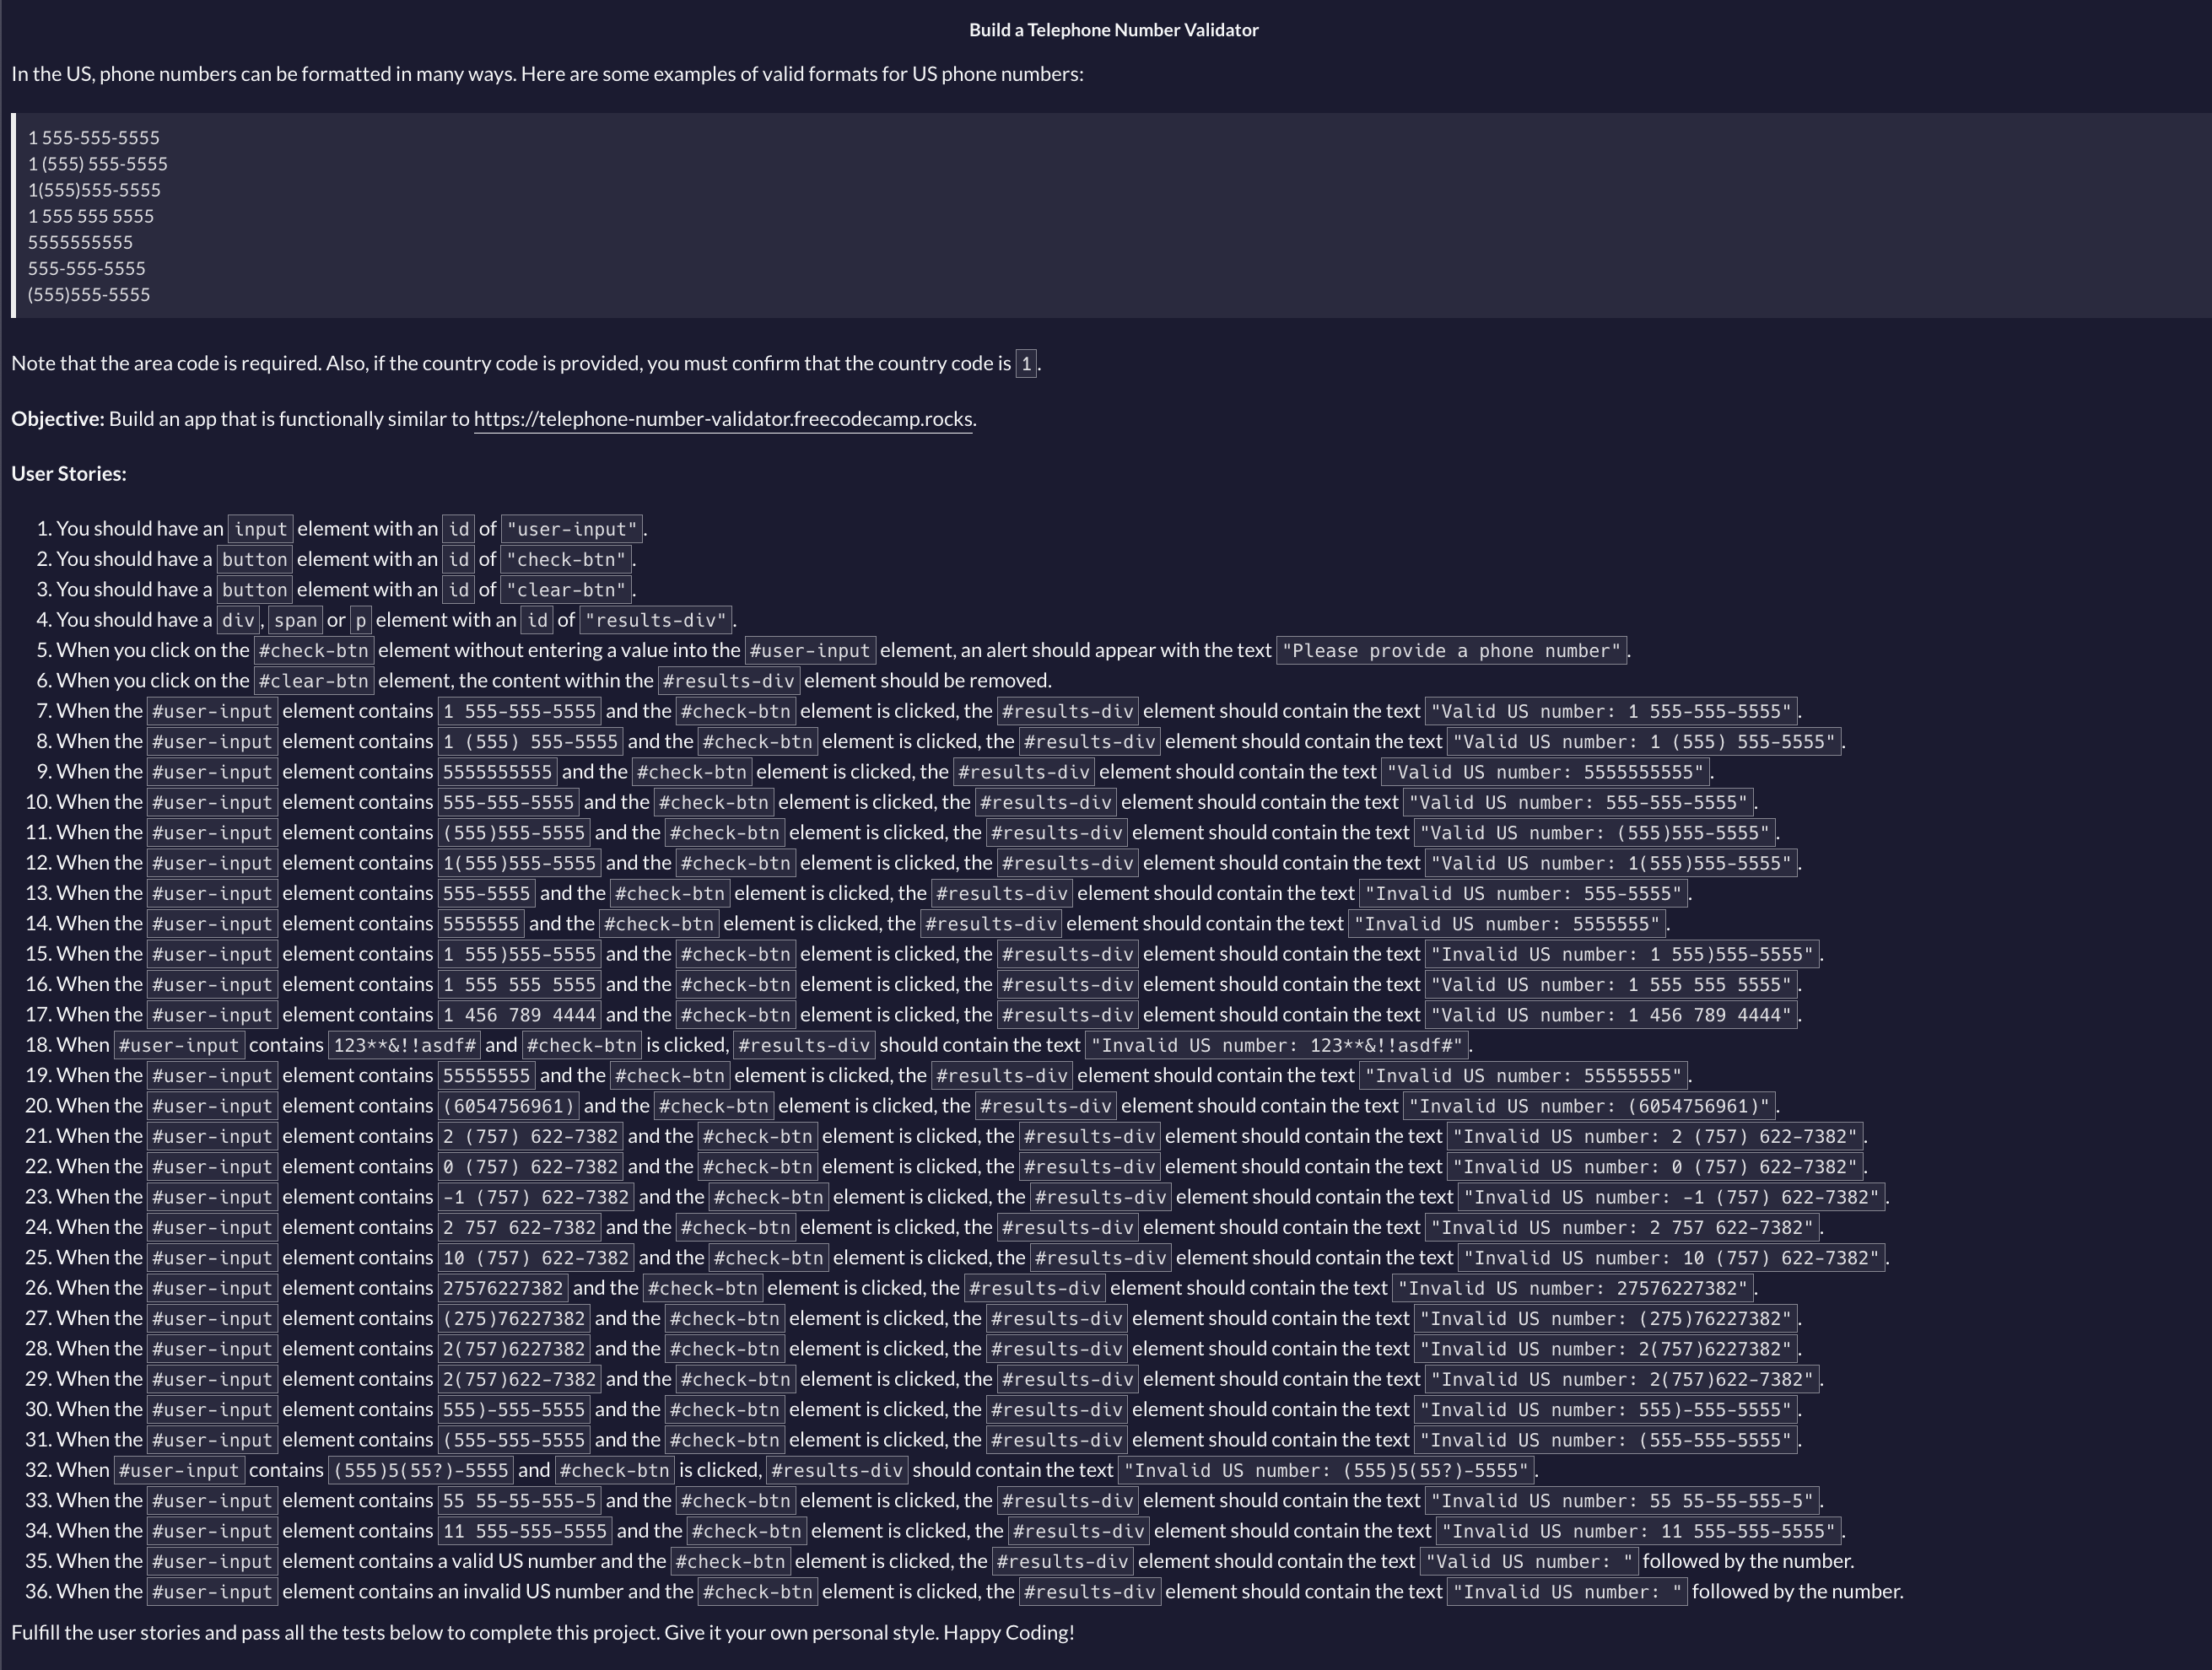 Build a Telephone Number Validator
In the US, phone numbers can be formatted in many ways. Here are some examples of valid formats for US phone numbers:
1 555-555-5555
1 (555) 555-5555
1(555)555-5555
1 555 555 5555
5555555555
555-555-5555
(555)555-5555
Note that the area code is required. Also, if the country code is provided, you must confirm that the country code is 1.
Objective: Build an app that is functionally similar to https://telephone-number-validator.freecodecamp.rocks.
User Stories:
1. You should have an input element with an id of "user-input".
2. You should have a button element with an id of "check-btn".
3. You should have a button element with an id of "clear-btn".
4. You should have a div, span or p element with an id of "results-div".
5. When you click on the #check-btn element without entering a value into the #user-input element, an alert should appear with the text "Please provide a phone number".
6. When you click on the #clear-btn element, the content within the #results-div element should be removed.
7. When the #user-input element contains 1 555-555-5555 and the #check-btn element is clicked, the #results-div element should contain the text "Valid US number: 1 555-555-5555".
8. When the #user-input element contains 1 (555) 555-5555 and the #check-btn element is clicked, the #results-div element should contain the text "Valid US number: 1 (555) 555-5555".
9. When the #user-input element contains 5555555555 and the #check-btn element is clicked, the #results-div element should contain the text "Valid US number: 5555555555".
10. When the #user-input element contains 555-555-5555 and the #check-btn element is clicked, the #results-div element should contain the text "Valid US number: 555-555-5555".
11. When the #user-input element contains (555)555-5555 and the #check-btn element is clicked, the #results-div element should contain the text "Valid US number: (555)555-5555".
12. When the #user-input element contains 1(555)555-5555 and the #check-btn element is clicked, the #results-div element should contain the text "Valid US number: 1(555)555-5555".
13. When the #user-input element contains 555-5555 and the #check-btn element is clicked, the #results-div element should contain the text "Invalid US number: 555-5555".
14. When the #user-input element contains 5555555 and the #check-btn element is clicked, the #results-div element should contain the text "Invalid US number: 5555555".
15. When the #user-input element contains 1 555)555-5555 and the #check-btn element is clicked, the #results-div element should contain the text "Invalid US number: 1 555)555-5555".
16. When the #user-input element contains 1 555 555 5555 and the #check-btn element is clicked, the #results-div element should contain the text "Valid US number: 1 555 555 5555".
17. When the #user-input element contains 1 456 789 4444 and the #check-btn element is clicked, the #results-div element should contain the text "Valid US number: 1 456 789 4444".
18. When #user-input contains 123**&!!asdf# and #check-btn is clicked, #results-div should contain the text "Invalid US number: 123**&!!asdf#".
19. When the #user-input element contains 55555555 and the #check-btn element is clicked, the #results-div element should contain the text "Invalid US number: 55555555".
20. When the #user-input element contains (6054756961) and the #check-btn element is clicked, the #results-div element should contain the text "Invalid US number: (6054756961)".
21. When the #user-input element contains 2 (757) 622-7382 and the #check-btn element is clicked, the #results-div element should contain the text "Invalid US number: 2 (757) 622-7382".
22. When the #user-input element contains 0 (757) 622-7382 and the #check-btn element is clicked, the #results-div element should contain the text "Invalid US number: 0 (757) 622-7382".
23. When the #user-input element contains -1 (757) 622-7382 and the #check-btn element is clicked, the #results-div element should contain the text "Invalid US number: -1 (757) 622-7382".
24. When the #user-input element contains 2 757 622-7382 and the #check-btn element is clicked, the #results-div element should contain the text "Invalid US number: 2 757 622-7382".
25. When the #user-input element contains 10 (757) 622-7382 and the #check-btn element is clicked, the #results-div element should contain the text "Invalid US number: 10 (757) 622-7382".
26. When the #user-input element contains 27576227382 and the #check-btn element is clicked, the #results-div element should contain the text "Invalid US number: 27576227382".
27. When the #user-input element contains (275)76227382 and the #check-btn element is clicked, the #results-div element should contain the text "Invalid US number: (275)76227382".
28. When the #user-input element contains 2(757)6227382 and the #check-btn element is clicked, the #results-div element should contain the text "Invalid US number: 2(757)6227382".
29. When the #user-input element contains 2(757)622-7382 and the #check-btn element is clicked, the #results-div element should contain the text "Invalid US number: 2(757)622-7382".
30. When the #user-input element contains 555)-555-5555 and the #check-btn element is clicked, the #results-div element should contain the text "Invalid US number: 555)-555-5555".
31. When the #user-input element contains (555-555-5555 and the #check-btn element is clicked, the #results-div element should contain the text "Invalid US number: (555-555-5555".
32. When #user-input contains (555)5(55?)-5555 and #check-btn is clicked, #results-div should contain the text "Invalid US number: (555)5(55?)-5555".
33. When the #user-input element contains 55 55-55-555-5 and the #check-btn element is clicked, the #results-div element should contain the text "Invalid US number: 55 55-55-555-5".
34. When the #user-input element contains 11 555-555-5555 and the #check-btn element is clicked, the #results-div element should contain the text "Invalid US number: 11 555-555-5555".
35. When the #user-input element contains a valid US number and the #check-btn element is clicked, the #results-div element should contain the text "Valid US number: " followed by the number.
36. When the #user-input element contains an invalid US number and the #check-btn element is clicked, the #results-div element should contain the text "Invalid US number: " followed by the number.
Fulfill the user stories and pass all the tests below to complete this project. Give it your own personal style. Happy Coding!